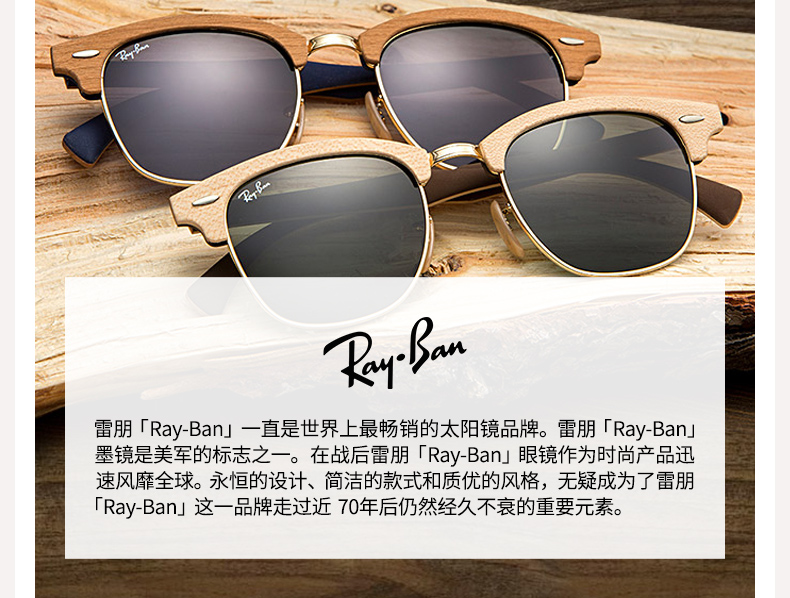 Ray-Ban
Ray-Ban
Ray-Ban
雷朋「Ray-Ban」一直是世界上最畅销的太阳镜品牌。雷朋「Ray-Ban」
墨镜是美军的标志之一。在战后雷朋「Ray-Ban」眼镜作为时尚产品迅
速风靡全球。永恒的设计、简洁的款式和质优的风格，无疑成为了雷朋
「Ray-Ban」这一品牌走过近 70年后仍然经久不衰的重要元素。